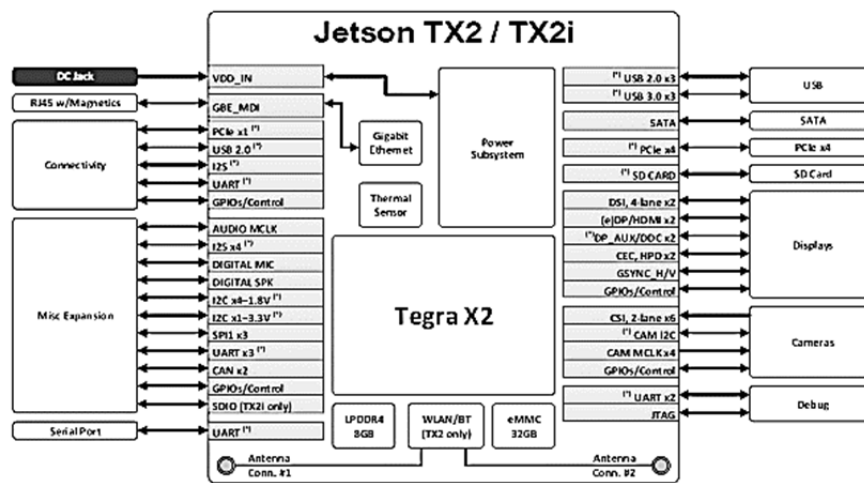 Jetson TX2 / TX2i
DC Jack
RJ45 w/Magnetics
Connectivity
Misc Expansion
Serial Port
VDD_IN
GBE_MDI
PCIe x1 (*)
USB 2.0 (*)
I2S (*)
UART (*)
GPIOs/Control
AUDIO MCLK
I2S x4 (*)
DIGITAL MIC
DIGITAL SPK
I2C x4–1.8V (*)
I2C x1–3.3V (*)
SPI1 x3
UART x3 (*)
CAN x2
GPIOs/Control
SDIO (TX2i only)
UART (*)
Gigabit
Ethernet
Thermal
Sensor
Power
Subsystem
Tegra X2
LPDDR4
8GB
WLAN/BT
(TX2 only)
eMMC
32GB
Antenna
Conn. #1
Antenna
Conn. #2
(*) USB 2.0 x3
(*) USB 3.0 x3
SATA
(*) PCIe x4
(*) SD CARD
DSI, 4-lane x2
(e)DP/HDMI x2
(*)DP_AUX/DDC x2
CEC, HPD x2
GSYNC_H/V
GPIOs/Control
CSI, 2-lane x6
(*) CAM I2C
CAM MCLK x4
GPIOs/Control
(*) UART x2
JTAG
USB
SATA
PCIe x4
SD Card
Displays
Cameras
Debug